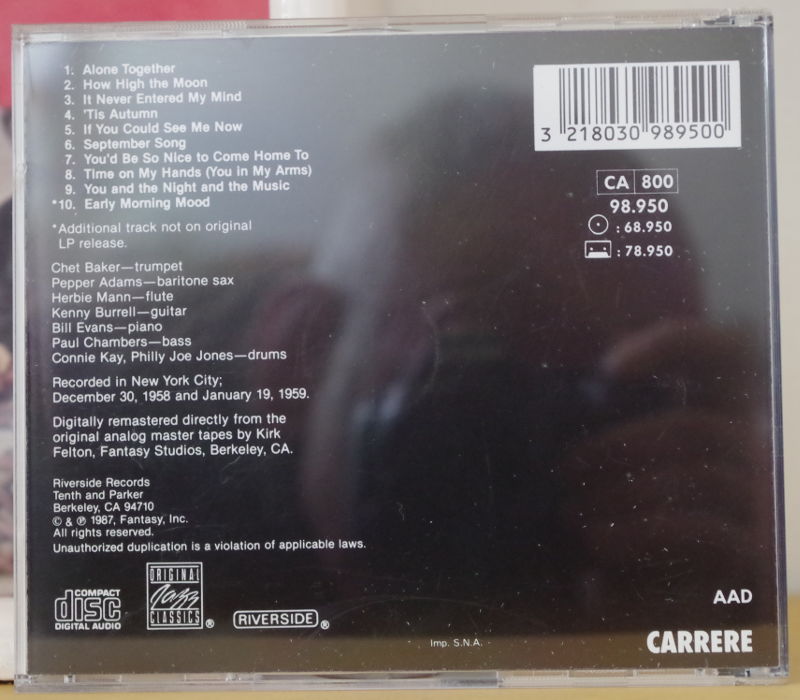 1. Alone Together
2. How High the Moon
3. It Never Entered My Mind
4. 'Tis Autumn
5. If You Could See Me Now
6. September Song
7. You'd Be So Nice to Come Home To
8. Time on My Hands (You in My Arms)
9. You and the Night and the Music
*10. Early Morning Mood
*Additional track not on original
LP release.
Chet Baker—trumpet
Pepper Adams—baritone sax
Herbie Mann—flute
Kenny Burrell—guitar
Bill Evans—piano
Paul Chambers—bass
Connie Kay, Philly Joe Jones—drums
Recorded in New York City;
December 30, 1958 and January 19, 1959.
Digitally remastered directly from the
original analog master tapes by Kirk
Felton, Fantasy Studios, Berkeley, CA.
Riverside Records
Tenth and Parker
Berkeley, CA 94710
© & ℗ 1987, Fantasy, Inc.
All rights reserved.
Unauthorized duplication is a violation of applicable laws.
COMPACT
disc
DIGITAL AUDIO
ORIGINAL
Jazz
CLASSICS ®
RIVERSIDE ®
3 218030 989500
CA 800
98.950
: 68.950
: 78.950
Imp. S.N.A.
AAD
CARRERE